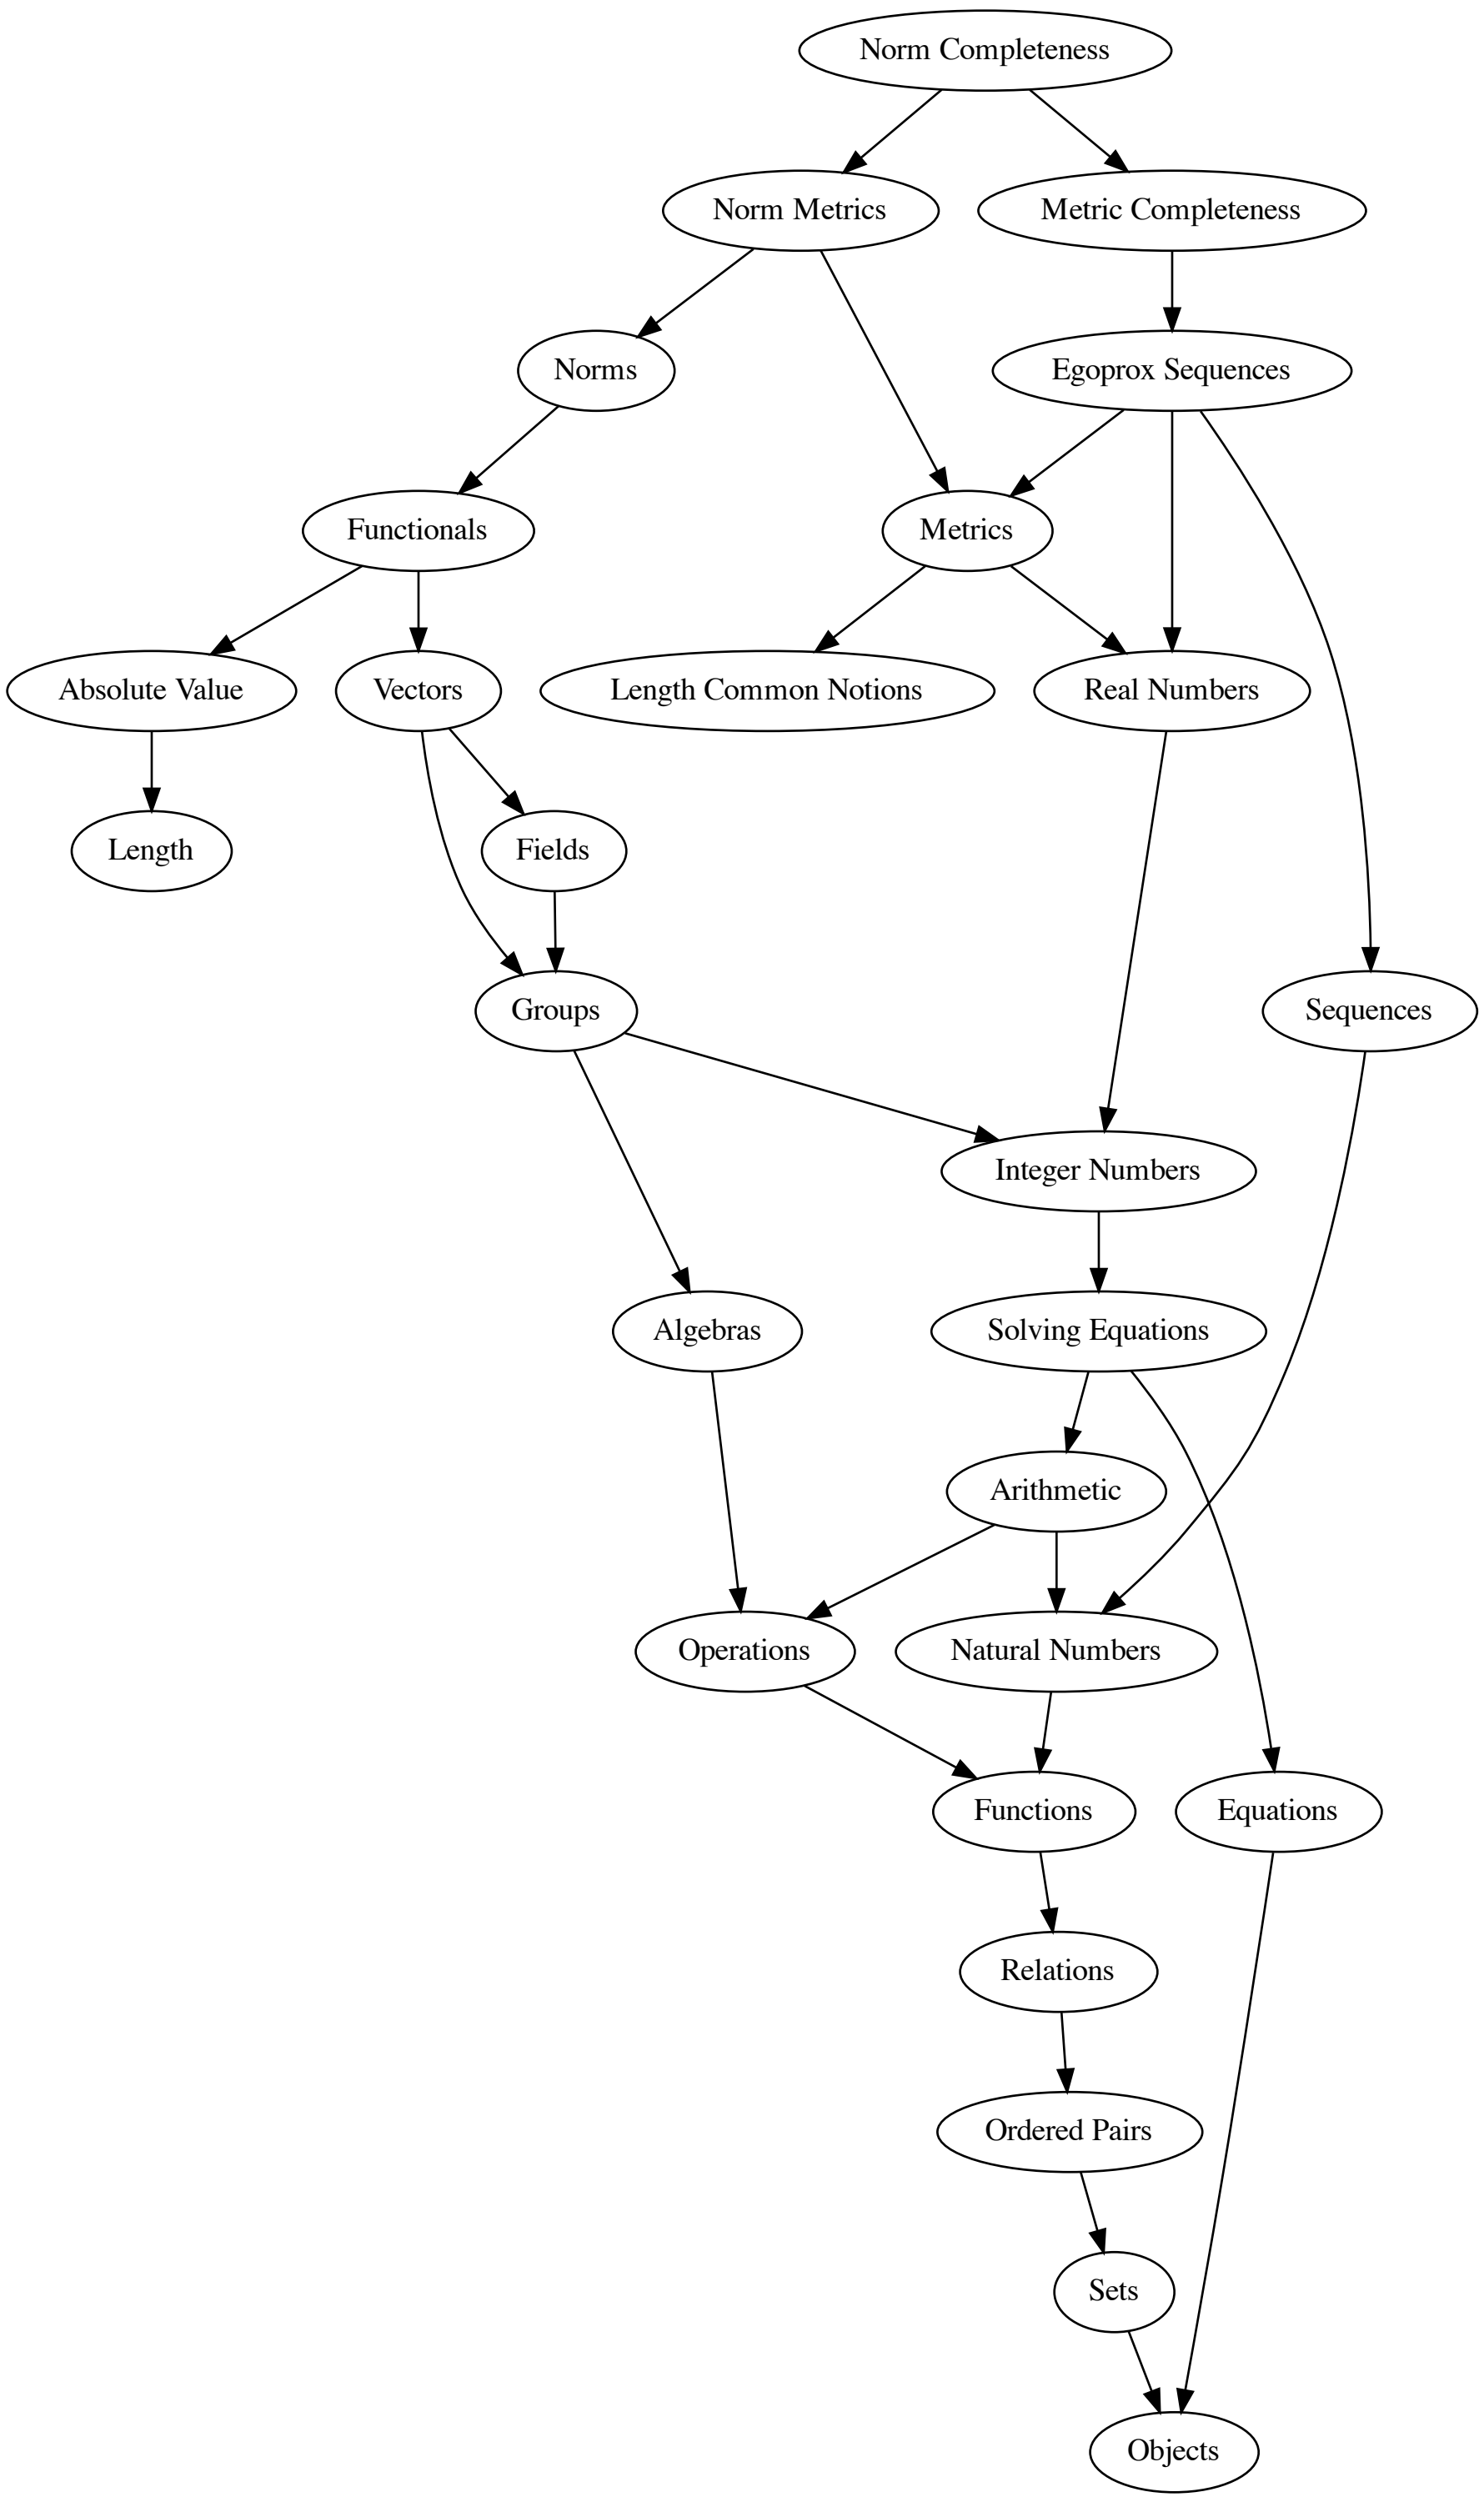 Norm Completeness
Norm Metrics
Metric Completeness
Norms
Egoprox Sequences
Functionals
Metrics
Absolute Value
Vectors
Length Common Notions
Real Numbers
Length
Fields
Groups
Sequences
Integer Numbers
Algebras
Solving Equations
Arithmetic
Operations
Natural Numbers
Functions
Equations
Relations
Ordered Pairs
Sets
Objects